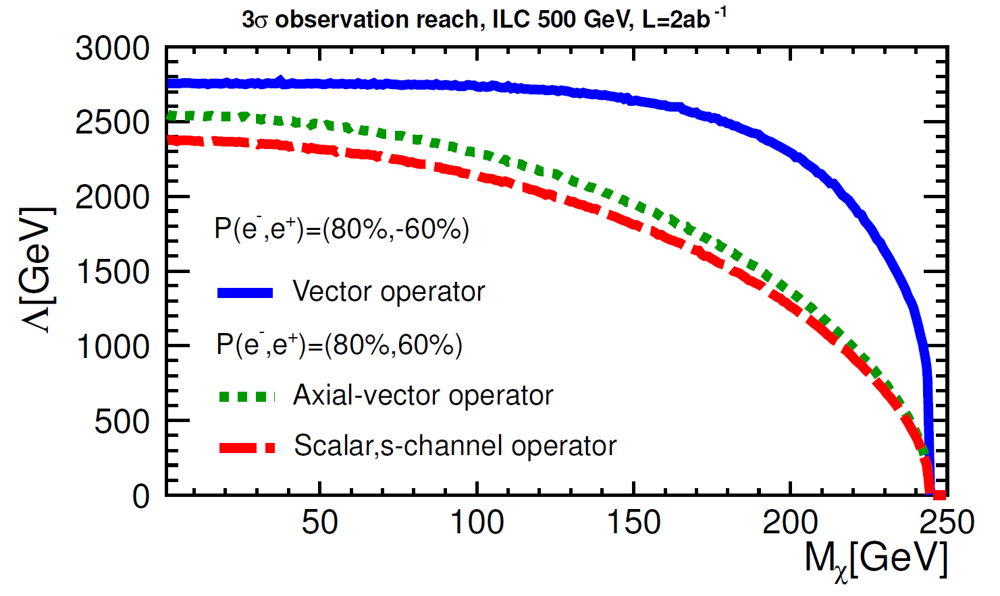 3σ observation reach, ILC 500 GeV, L=2ab⁻¹
3000
2500
2000
1500
1000
500
0
Λ[GeV]
P(e⁻,e⁺)=(80%,-60%)
Vector operator
P(e⁻,e⁺)=(80%,60%)
Axial-vector operator
Scalar,s-channel operator
50 100 150 200 250
Mχ[GeV]